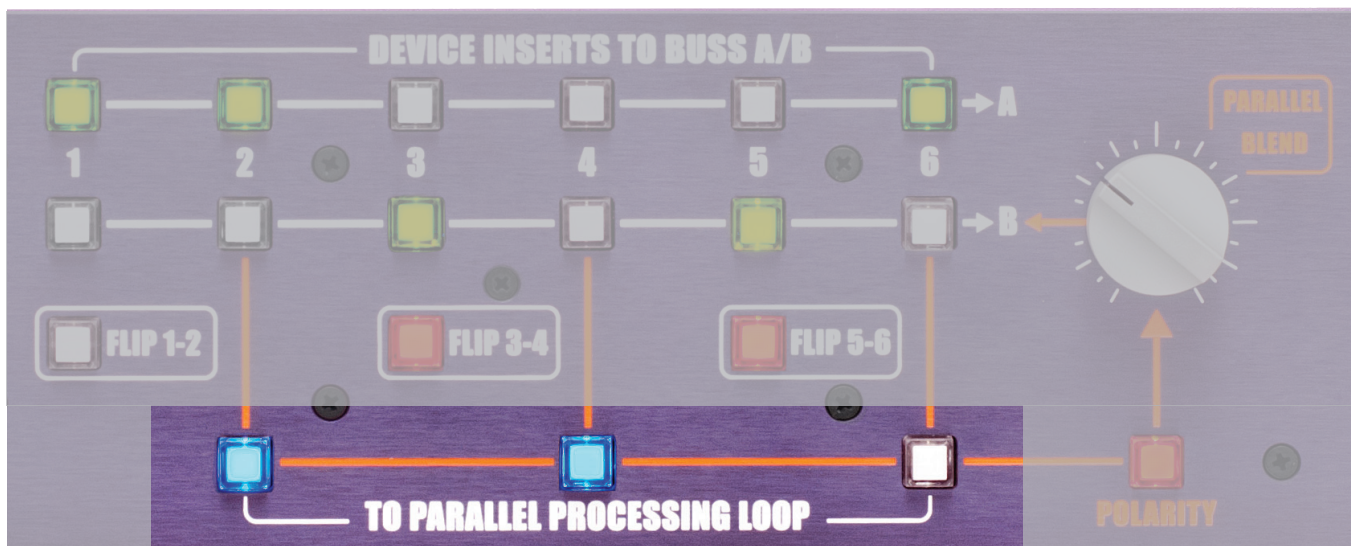 DEVICE INSERTS TO BUSS A/B
A
PARALLEL
BLEND
1 2 3 4 5 6
B
FLIP 1-2 FLIP 3-4 FLIP 5-6
TO PARALLEL PROCESSING LOOP
POLARITY